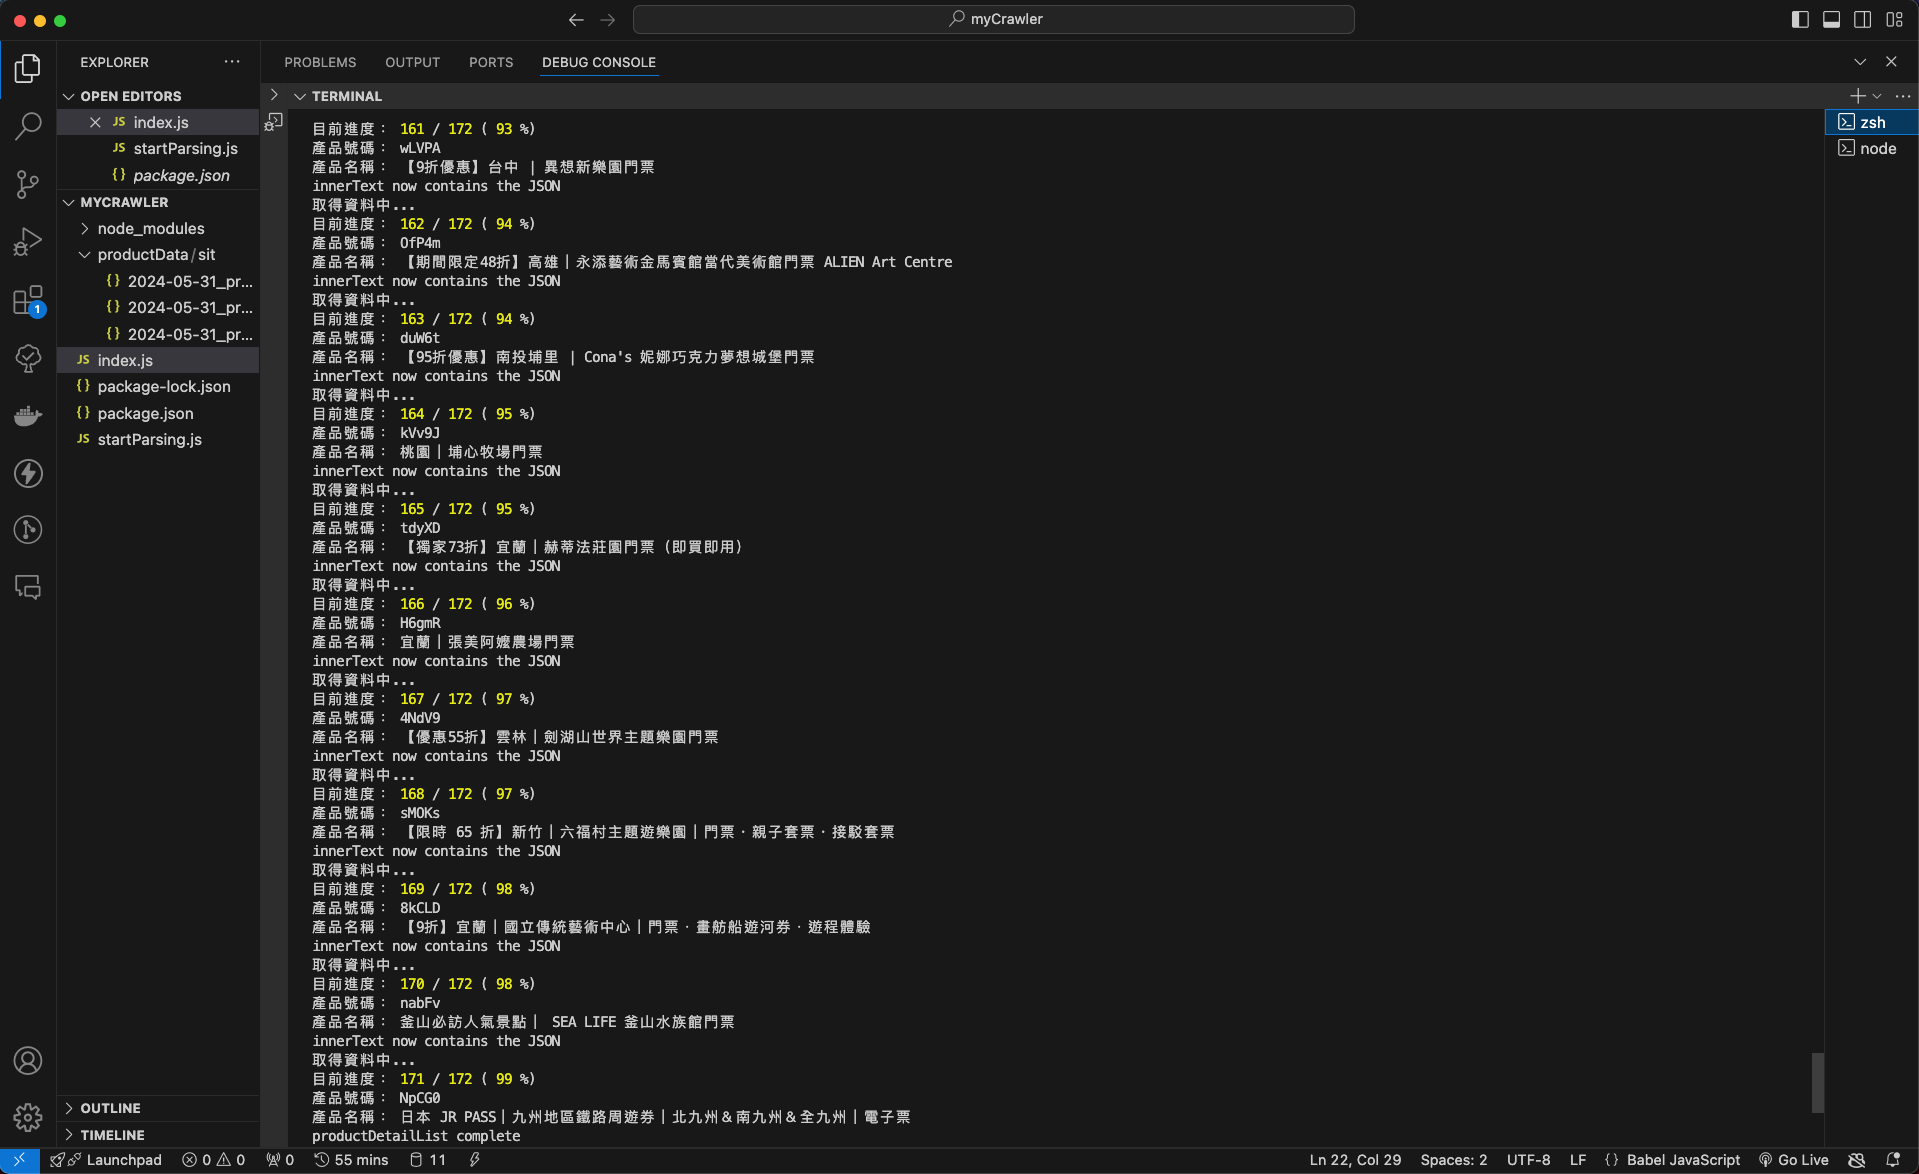 myCrawler
EXPLORER
OPEN EDITORS
JS index.js
JS startParsing.js
{} package.json
MYCRAWLER
node_modules
productData / sit
{} 2024-05-31_pr...
{} 2024-05-31_pr...
{} 2024-05-31_pr...
JS index.js
{} package-lock.json
{} package.json
JS startParsing.js
OUTLINE
TIMELINE
1
PROBLEMS OUTPUT PORTS DEBUG CONSOLE
TERMINAL
目前進度： 161 / 172 ( 93 %)
產品號碼： wLVPA
產品名稱： 【9折優惠】台中 | 異想新樂園門票
innerText now contains the JSON
取得資料中...
目前進度： 162 / 172 ( 94 %)
產品號碼： OfP4m
產品名稱： 【期間限定48折】高雄｜永添藝術金馬賓館當代美術館門票 ALIEN Art Centre
innerText now contains the JSON
取得資料中...
目前進度： 163 / 172 ( 94 %)
產品號碼： duW6t
產品名稱： 【95折優惠】南投埔里 | Cona's 妮娜巧克力夢想城堡門票
innerText now contains the JSON
取得資料中...
目前進度： 164 / 172 ( 95 %)
產品號碼： kVv9J
產品名稱： 桃園｜埔心牧場門票
innerText now contains the JSON
取得資料中...
目前進度： 165 / 172 ( 95 %)
產品號碼： tdyXD
產品名稱： 【獨家73折】宜蘭｜赫蒂法莊園門票 (即買即用)
innerText now contains the JSON
取得資料中...
目前進度： 166 / 172 ( 96 %)
產品號碼： H6gmR
產品名稱： 宜蘭｜張美阿嬤農場門票
innerText now contains the JSON
取得資料中...
目前進度： 167 / 172 ( 97 %)
產品號碼： 4NdV9
產品名稱： 【優惠55折】雲林｜劍湖山世界主題樂園門票
innerText now contains the JSON
取得資料中...
目前進度： 168 / 172 ( 97 %)
產品號碼： sMOKs
產品名稱： 【限時 65 折】新竹｜六福村主題遊樂園｜門票．親子套票．接駁套票
innerText now contains the JSON
取得資料中...
目前進度： 169 / 172 ( 98 %)
產品號碼： 8kCLD
產品名稱： 【9折】宜蘭｜國立傳統藝術中心｜門票．畫舫船遊河券．遊程體驗
innerText now contains the JSON
取得資料中...
目前進度： 170 / 172 ( 98 %)
產品號碼： nabFv
產品名稱： 釜山必訪人氣景點｜ SEA LIFE 釜山水族館門票
innerText now contains the JSON
取得資料中...
目前進度： 171 / 172 ( 99 %)
產品號碼： NpCG0
產品名稱： 日本 JR PASS｜九州地區鐵路周遊券｜北九州＆南九州＆全九州｜電子票
productDetailList complete
zsh
node
Launchpad 0 0 0 55 mins 11 Ln 22, Col 29 Spaces: 2 UTF-8 LF {} Babel JavaScript Go Live